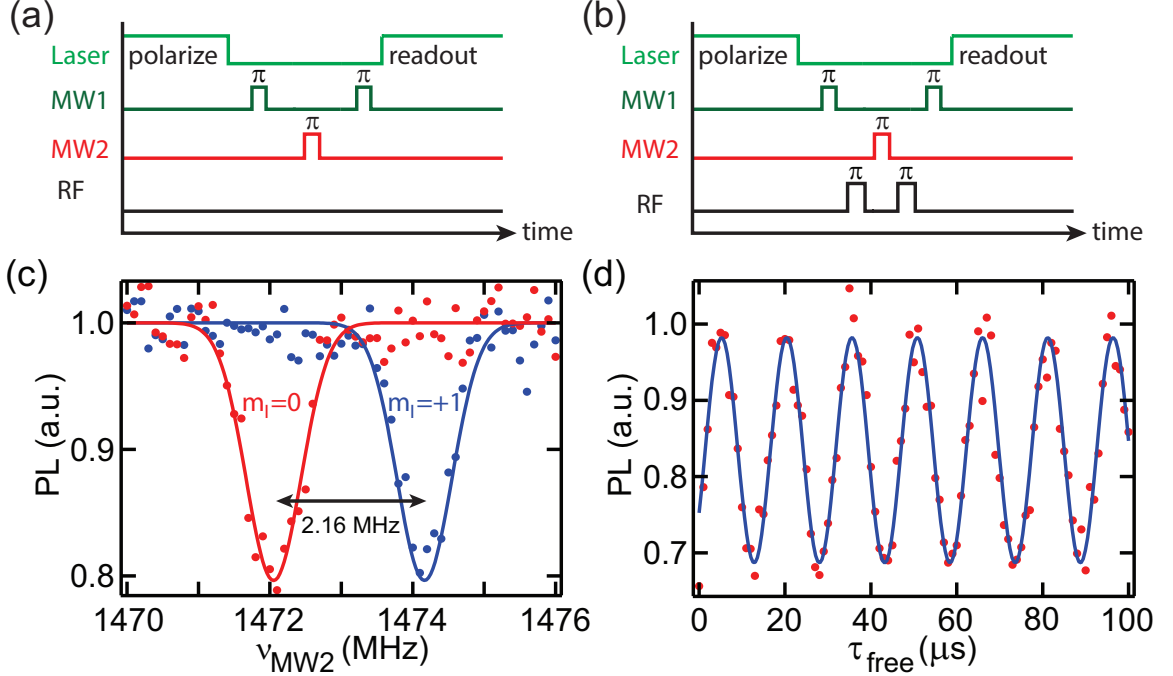 (a)
Laser polarize readout
π π
MW1
π
MW2
RF
time
(b)
Laser polarize readout
π π
MW1
π
MW2
π π
RF
time
(c)
PL (a.u.)
1.0
0.9
0.8
m_I=0 m_I=+1
2.16 MHz
1470 1472 1474 1476
ν_MW2 (MHz)
(d)
PL (a.u.)
1.0
0.9
0.8
0.7
0 20 40 60 80 100
τ_free (μs)